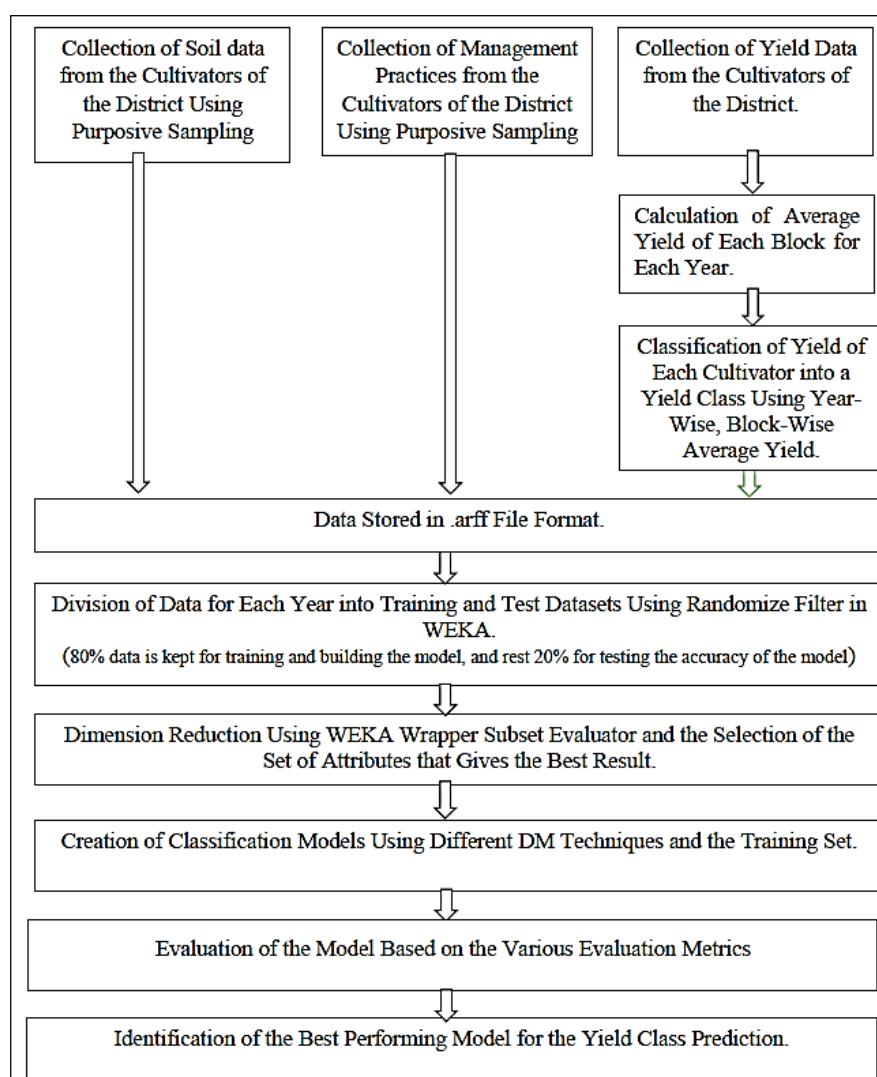 Collection of Soil data
from the Cultivators of
the District Using
Purposive Sampling
Collection of Management
Practices from the
Cultivators of the District
Using Purposive Sampling
Collection of Yield Data
from the Cultivators of
the District.
Calculation of Average
Yield of Each Block for
Each Year.
Classification of Yield of
Each Cultivator into a
Yield Class Using Year-
Wise, Block-Wise
Average Yield.
Data Stored in .arff File Format.
Division of Data for Each Year into Training and Test Datasets Using Randomize Filter in
WEKA.
(80% data is kept for training and building the model, and rest 20% for testing the accuracy of the model)
Dimension Reduction Using WEKA Wrapper Subset Evaluator and the Selection of the
Set of Attributes that Gives the Best Result.
Creation of Classification Models Using Different DM Techniques and the Training Set.
Evaluation of the Model Based on the Various Evaluation Metrics
Identification of the Best Performing Model for the Yield Class Prediction.